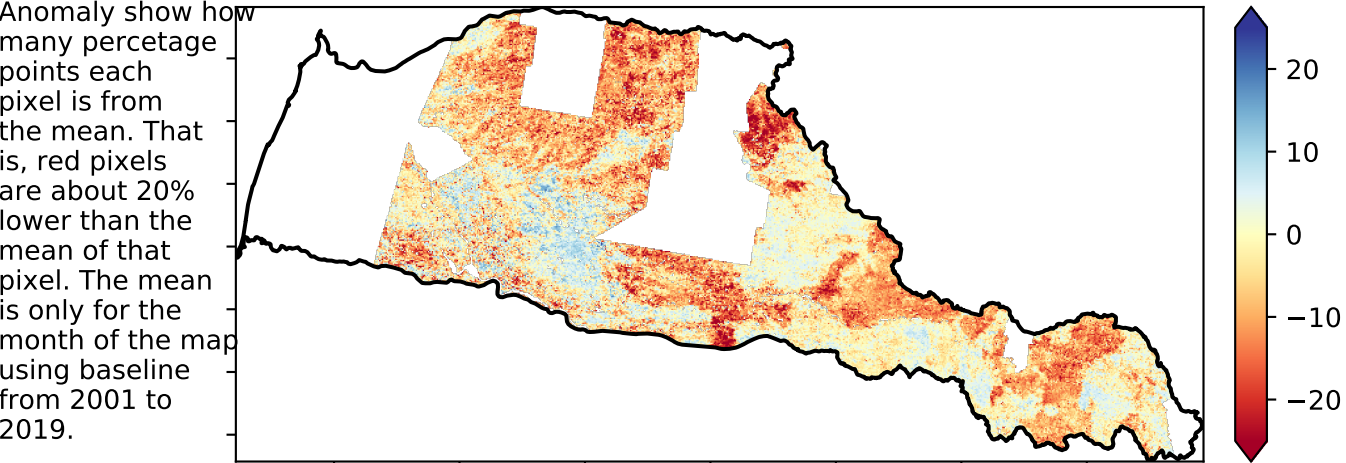 Anomaly show how
many percetage
points each
pixel is from
the mean. That
is, red pixels
are about 20%
lower than the
mean of that
pixel. The mean
is only for the
month of the map
using baseline
from 2001 to
2019.
20
10
0
−10
−20